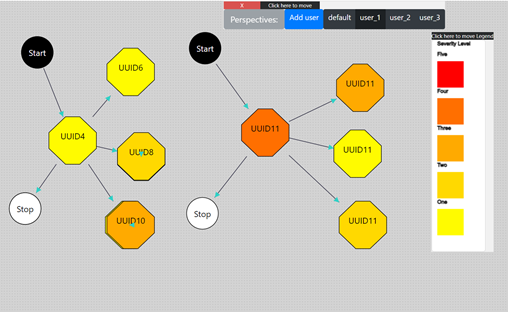 X Click here to move
Perspectives: Add user default user_1 user_2 user_3
Click here to move Legend
Severity Level
Five
Four
Three
Two
One
Start
UUID6
UUID4
UUID8
Stop
UUID10
Start
UUID11
UUID11
UUID11
Stop
UUID11